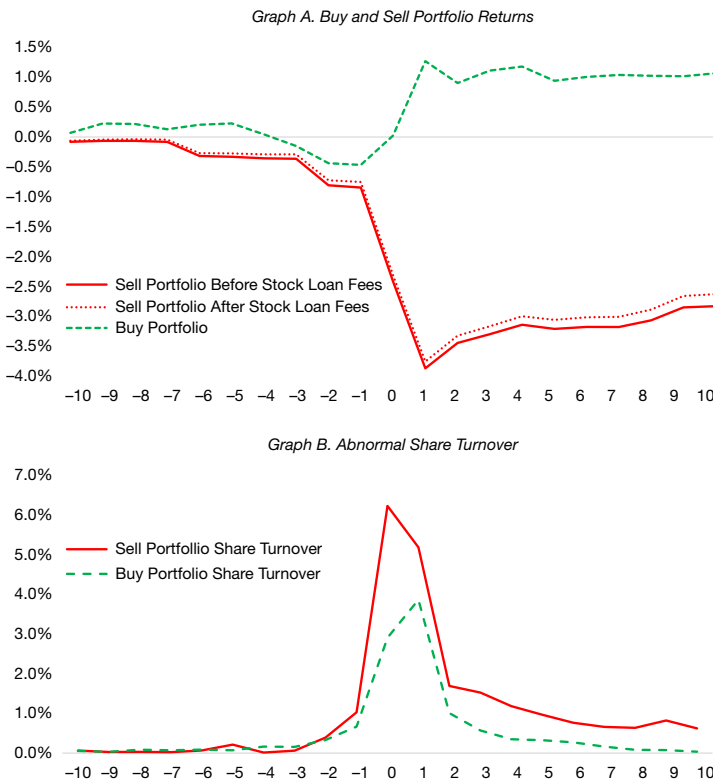 Graph A. Buy and Sell Portfolio Returns
1.5%
1.0%
0.5%
0.0%
–0.5%
–1.0%
–1.5%
–2.0%
–2.5%
–3.0%
–3.5%
–4.0%
Sell Portfolio Before Stock Loan Fees
Sell Portfolio After Stock Loan Fees
Buy Portfolio
–10 –9 –8 –7 –6 –5 –4 –3 –2 –1 0 1 2 3 4 5 6 7 8 9 10
Graph B. Abnormal Share Turnover
7.0%
6.0%
5.0%
4.0%
3.0%
2.0%
1.0%
0.0%
Sell Portfollio Share Turnover
Buy Portfolio Share Turnover
–10 –9 –8 –7 –6 –5 –4 –3 –2 –1 0 1 2 3 4 5 6 7 8 9 10